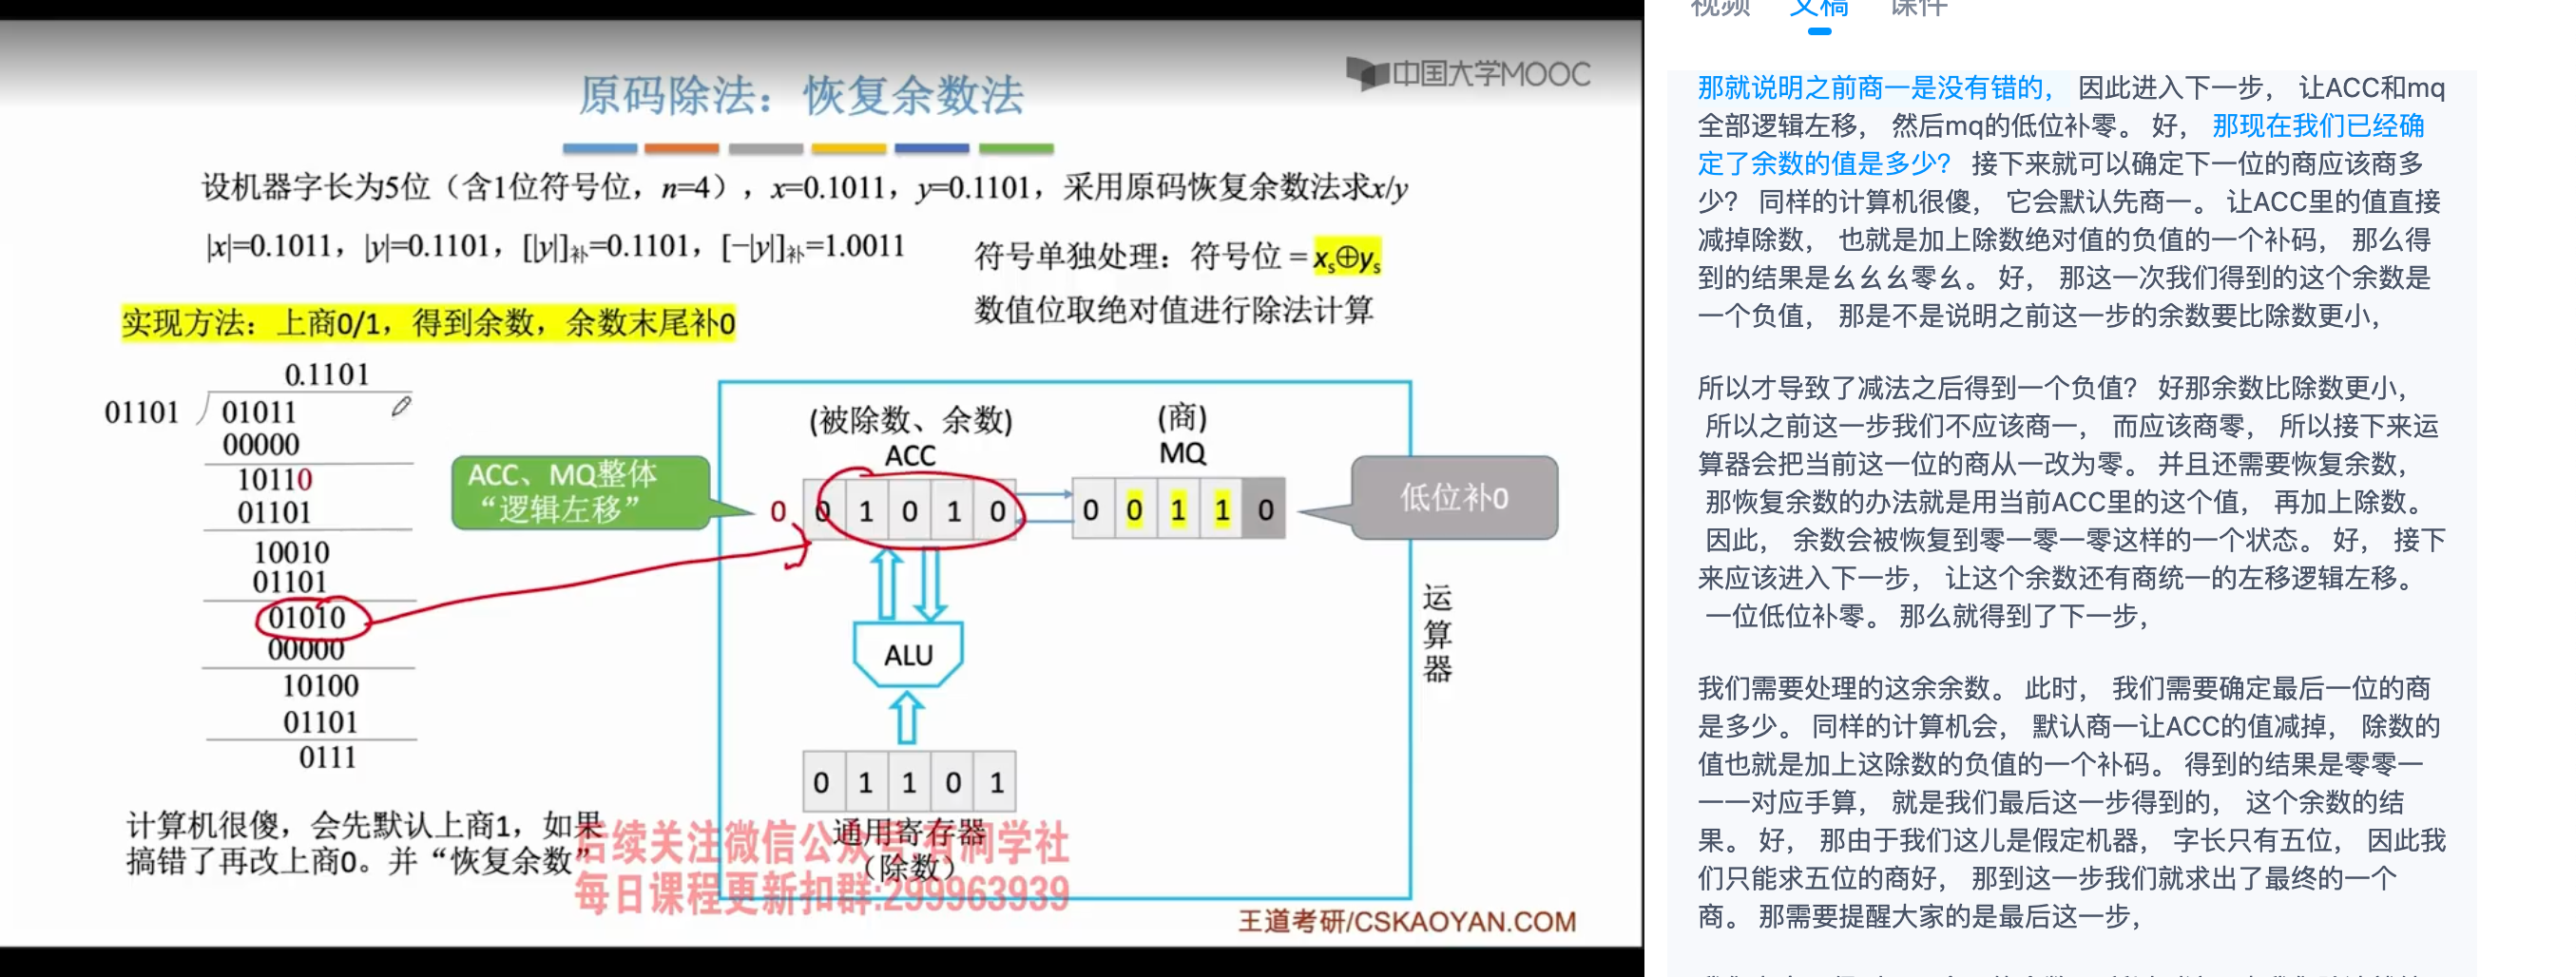 中国大学MOOC
原码除法：恢复余数法
设机器字长为5位（含1位符号位，n=4），x=0.1011，y=0.1101，采用原码恢复余数法求x/y
|x|=0.1011，|y|=0.1101，[|y|]补=0.1101，[−|y|]补=1.0011
符号单独处理：符号位 = xs⊕ys
数值位取绝对值进行除法计算
实现方法：上商0/1，得到余数，余数末尾补0
0.1101
01101 01011
00000
10110
01101
10010
01101
01010
00000
10100
01101
0111
计算机很傻，会先默认上商1，如果
搞错了再改上商0。并“恢复余数”
(被除数、余数)
ACC
(商)
MQ
ACC、MQ整体
“逻辑左移”
0 0 1 0 1 0
0 0 1 1 0
低位补0
ALU
运算器
0 1 1 0 1
通用寄存器
（除数）
后续关注微信公众号:有洞学社
每日课程更新扣群:299963939
王道考研/CSKAOYAN.COM
视频 文稿 课件
那就说明之前商一是没有错的， 因此进入下一步， 让ACC和mq
全部逻辑左移， 然后mq的低位补零。 好， 那现在我们已经确
定了余数的值是多少？ 接下来就可以确定下一位的商应该商多
少？ 同样的计算机很傻， 它会默认先商一。 让ACC里的值直接
减掉除数， 也就是加上除数绝对值的负值的一个补码， 那么得
到的结果是幺幺幺零幺。 好， 那这一次我们得到的这个余数是
一个负值， 那是不是说明之前这一步的余数要比除数更小，
所以才导致了减法之后得到一个负值？ 好那余数比除数更小，
所以之前这一步我们不应该商一， 而应该商零， 所以接下来运
算器会把当前这一位的商从一改为零。 并且还需要恢复余数，
那恢复余数的办法就是用当前ACC里的这个值， 再加上除数。
因此， 余数会被恢复到零一零一零这样的一个状态。 好， 接下
来应该进入下一步， 让这个余数还有商统一的左移逻辑左移。
一位低位补零。 那么就得到了下一步，
我们需要处理的这余余数。 此时， 我们需要确定最后一位的商
是多少。 同样的计算机会， 默认商一让ACC的值减掉， 除数的
值也就是加上这除数的负值的一个补码。 得到的结果是零零一
一一对应手算， 就是我们最后这一步得到的， 这个余数的结
果。 好， 那由于我们这儿是假定机器， 字长只有五位， 因此我
们只能求五位的商好， 那到这一步我们就求出了最终的一个
商。 那需要提醒大家的是最后这一步，